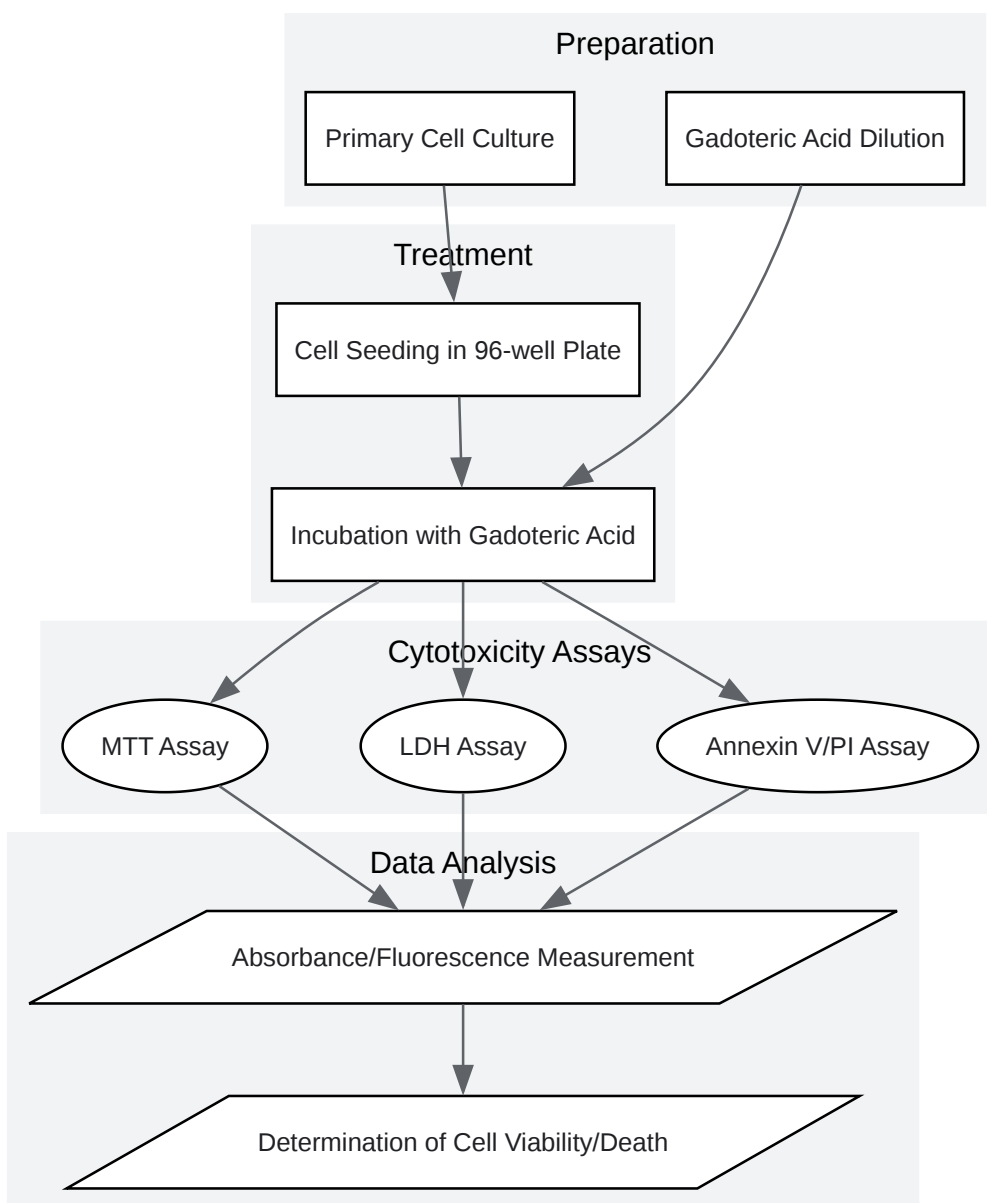 Preparation
Primary Cell Culture
Gadoteric Acid Dilution
Treatment
Cell Seeding in 96-well Plate
Incubation with Gadoteric Acid
Cytotoxicity Assays
MTT Assay
LDH Assay
Annexin V/PI Assay
Data Analysis
Absorbance/Fluorescence Measurement
Determination of Cell Viability/Death